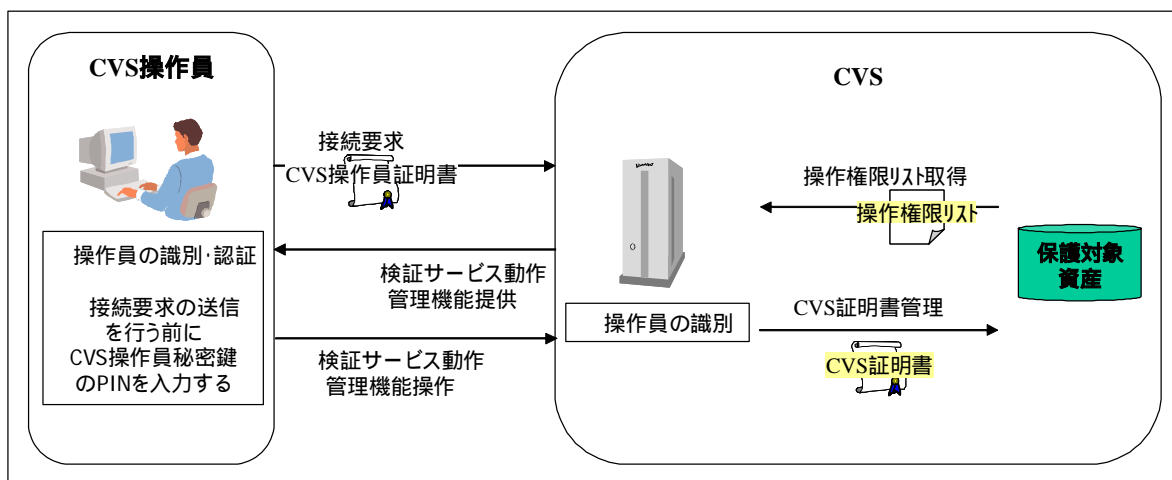 CVS操作員
操作員の識別・認証
接続要求の送信
を行う前に
CVS操作員秘密鍵
のPINを入力する
接続要求
CVS操作員証明書
検証サービス動作
管理機能提供
検証サービス動作
管理機能操作
CVS
操作員の識別
操作権限リスト取得
操作権限リスト
CVS証明書管理
CVS証明書
保護対象
資産